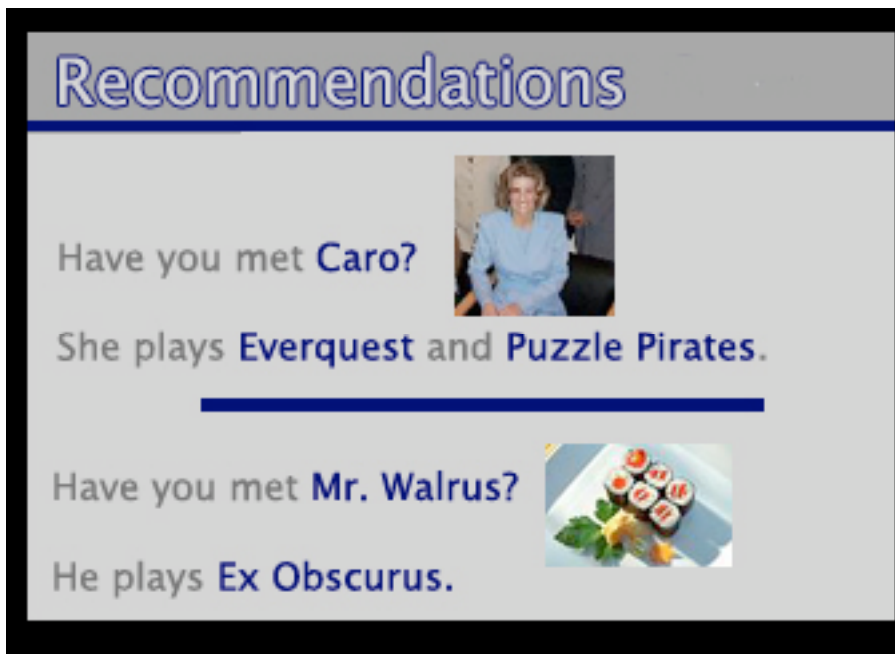 Recommendations
Have you met Caro?
She plays Everquest and Puzzle Pirates.
Have you met Mr. Walrus?
He plays Ex Obscurus.